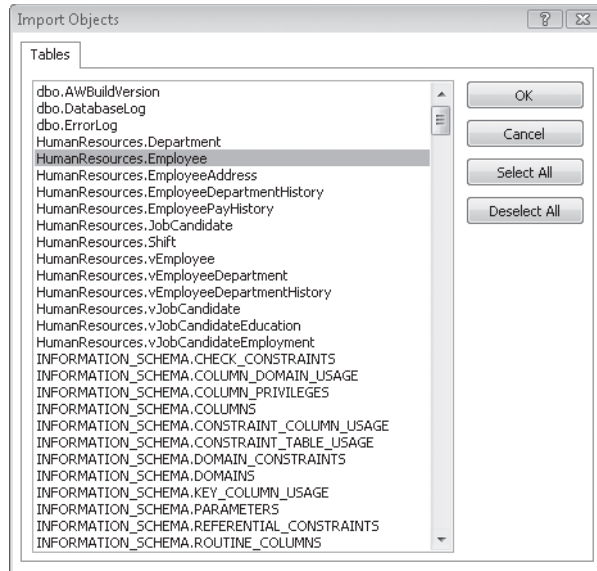 Import Objects
Tables
dbo.AWBuildVersion
dbo.DatabaseLog
dbo.ErrorLog
HumanResources.Department
HumanResources.Employee
HumanResources.EmployeeAddress
HumanResources.EmployeeDepartmentHistory
HumanResources.EmployeePayHistory
HumanResources.JobCandidate
HumanResources.Shift
HumanResources.vEmployee
HumanResources.vEmployeeDepartment
HumanResources.vEmployeeDepartmentHistory
HumanResources.vJobCandidate
HumanResources.vJobCandidateEducation
HumanResources.vJobCandidateEmployment
INFORMATION_SCHEMA.CHECK_CONSTRAINTS
INFORMATION_SCHEMA.COLUMN_DOMAIN_USAGE
INFORMATION_SCHEMA.COLUMN_PRIVILEGES
INFORMATION_SCHEMA.COLUMNS
INFORMATION_SCHEMA.CONSTRAINT_COLUMN_USAGE
INFORMATION_SCHEMA.CONSTRAINT_TABLE_USAGE
INFORMATION_SCHEMA.DOMAIN_CONSTRAINTS
INFORMATION_SCHEMA.DOMAINS
INFORMATION_SCHEMA.KEY_COLUMN_USAGE
INFORMATION_SCHEMA.PARAMETERS
INFORMATION_SCHEMA.REFERENTIAL_CONSTRAINTS
INFORMATION_SCHEMA.ROUTINE_COLUMNS
OK
Cancel
Select All
Deselect All